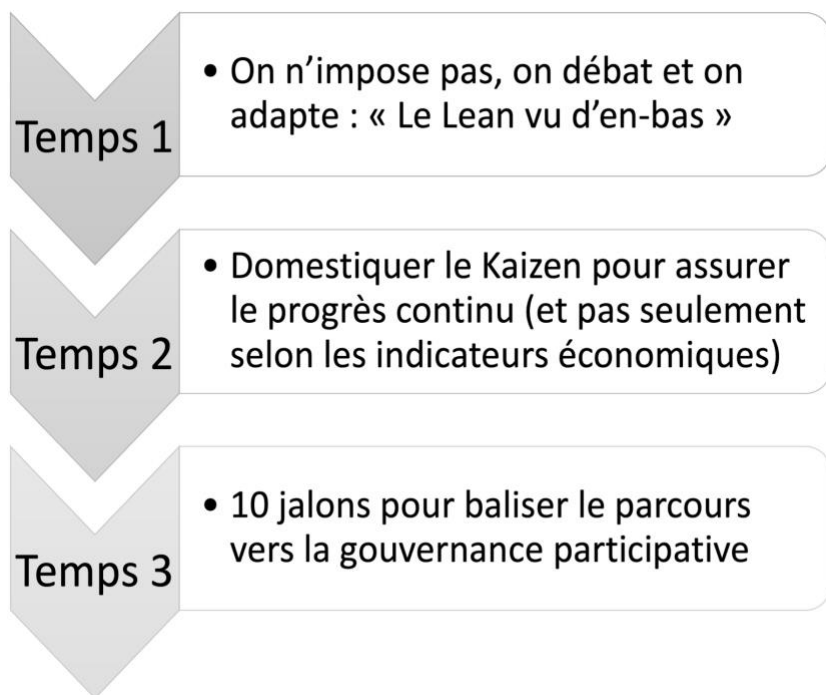 Temps 1
• On n’impose pas, on débat et on
adapte : « Le Lean vu d’en-bas »
Temps 2
• Domestiquer le Kaizen pour assurer
le progrès continu (et pas seulement
selon les indicateurs économiques)
Temps 3
• 10 jalons pour baliser le parcours
vers la gouvernance participative